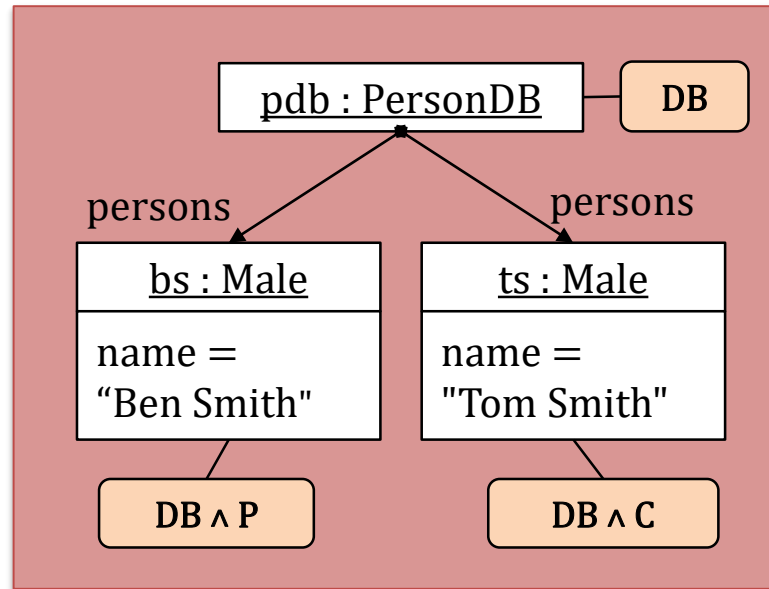 pdb : PersonDB
DB
persons
persons
bs : Male
ts : Male
name =
“Ben Smith"
name =
"Tom Smith"
DB ∧ P
DB ∧ C